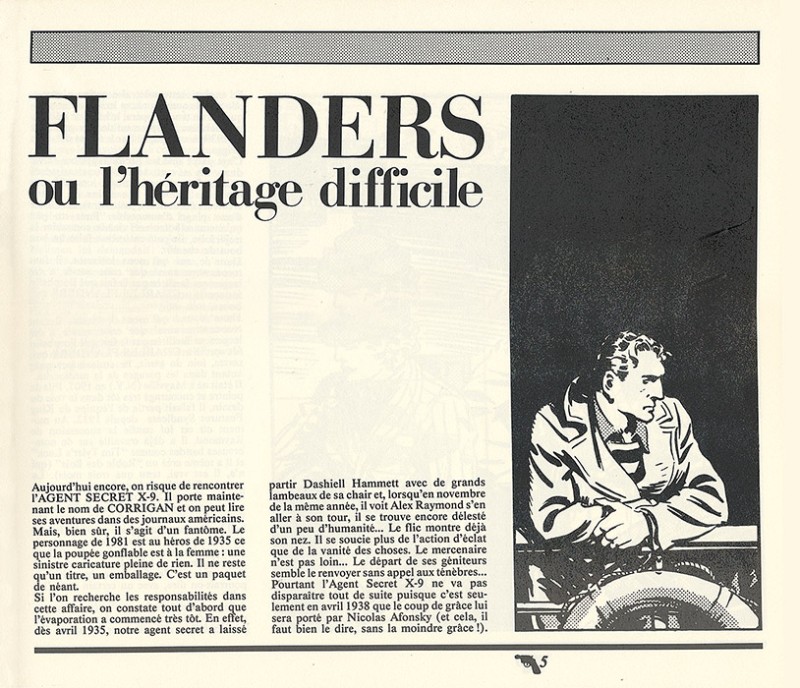 FLANDERS
ou l'héritage difficile
Aujourd'hui encore, on risque de rencontrer
l'AGENT SECRET X-9. Il porte mainte-
nant le nom de CORRIGAN et on peut lire
ses aventures dans des journaux américains.
Mais, bien sûr, il s'agit d'un fantôme. Le
personnage de 1981 est au héros de 1935 ce
que la poupée gonflable est à la femme : une
sinistre caricature pleine de rien. Il ne reste
qu'un titre, un emballage. C'est un paquet
de néant.
Si l'on recherche les responsabilités dans
cette affaire, on constate tout d'abord que
l'évaporation a commencé très tôt. En effet,
dès avril 1935, notre agent secret a laissé
partir Dashiell Hammett avec de grands
lambeaux de sa chair et, lorsqu'en novembre
de la même année, il voit Alex Raymond s'en
aller à son tour, il se trouve encore délesté
d'un peu d'humanité... Le flic montre déjà
son nez. Il se soucie plus de l'action d'éclat
que de la vanité des choses. Le mercenaire
n'est pas loin... Le départ de ses géniteurs
semble le renvoyer sans appel aux ténèbres...
Pourtant l'Agent Secret X-9 ne va pas
disparaître tout de suite puisque c'est seu-
lement en avril 1938 que le coup de grâce lui
sera porté par Nicolas Afonsky (et cela, il
faut bien le dire, sans la moindre grâce !).
5